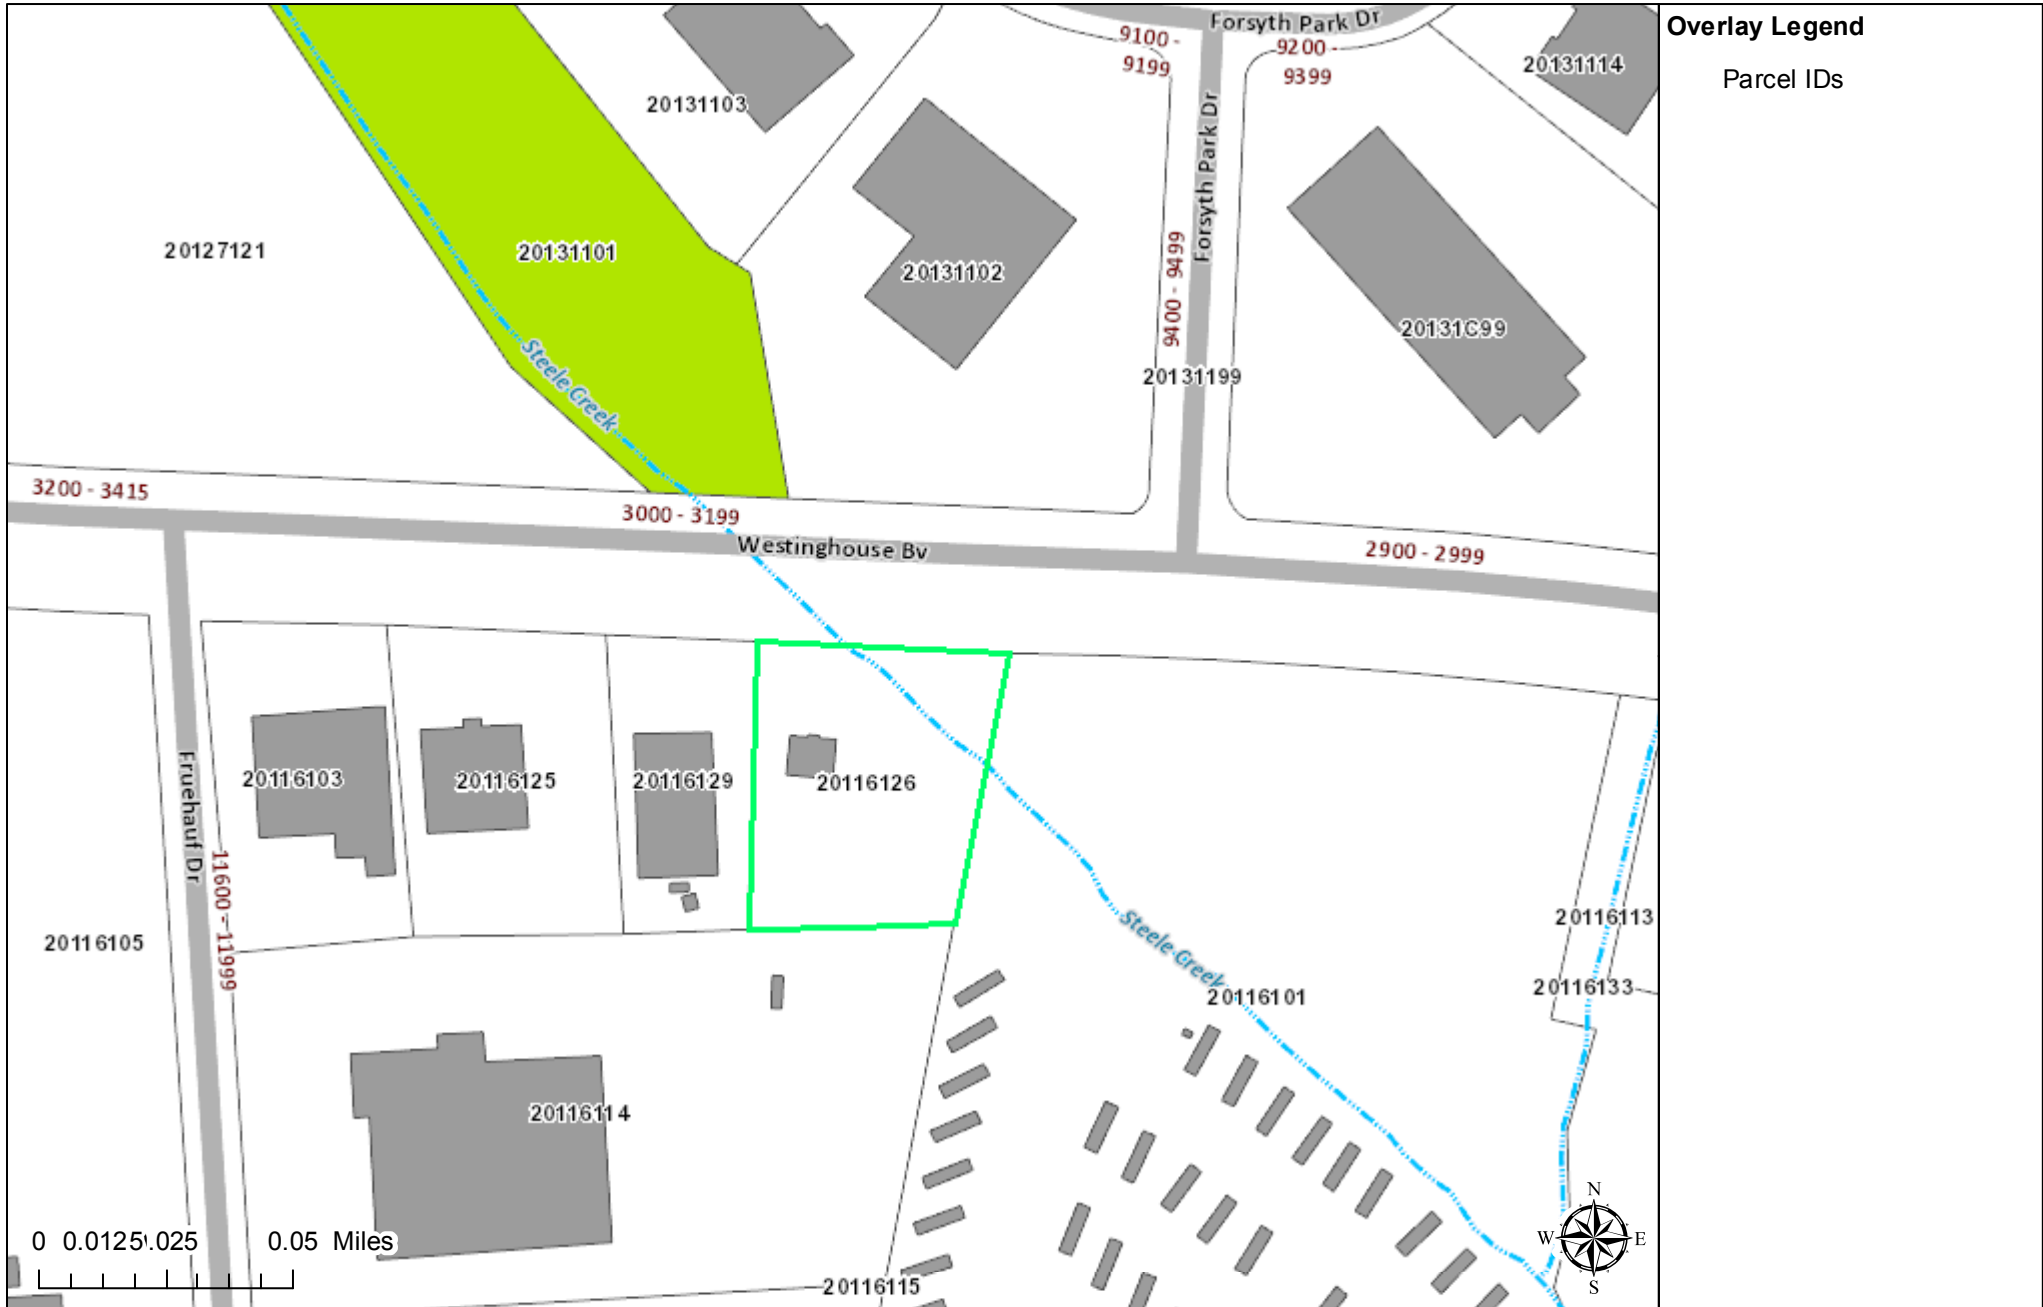 Forsyth Park Dr
Overlay Legend
9100 -
9199
9200 -
9399
20131114
Parcel IDs
20131103
Forsyth Park Dr
20127121
20131101
20131102
9400 - 9499
20131C99
Steele Creek
20131199
3200 - 3415
3000 - 3199
Westinghouse Bv
2900 - 2999
Fruehauf Dr
20116103
20116125
20116129
20116126
11600 - 11999
20116105
Steele Creek
20116113
20116101
20116133
20116114
N
W
E
S
0 0.0125 .025 0.05 Miles
20116115